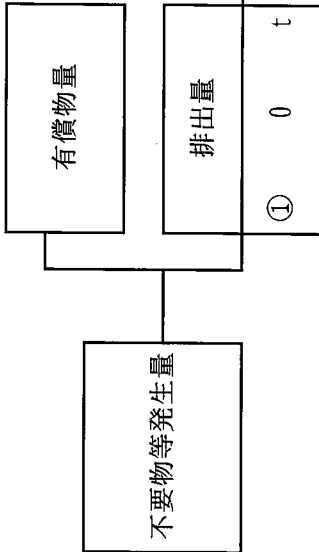 不要物等発生量
有償物量
排出量
① 0 t